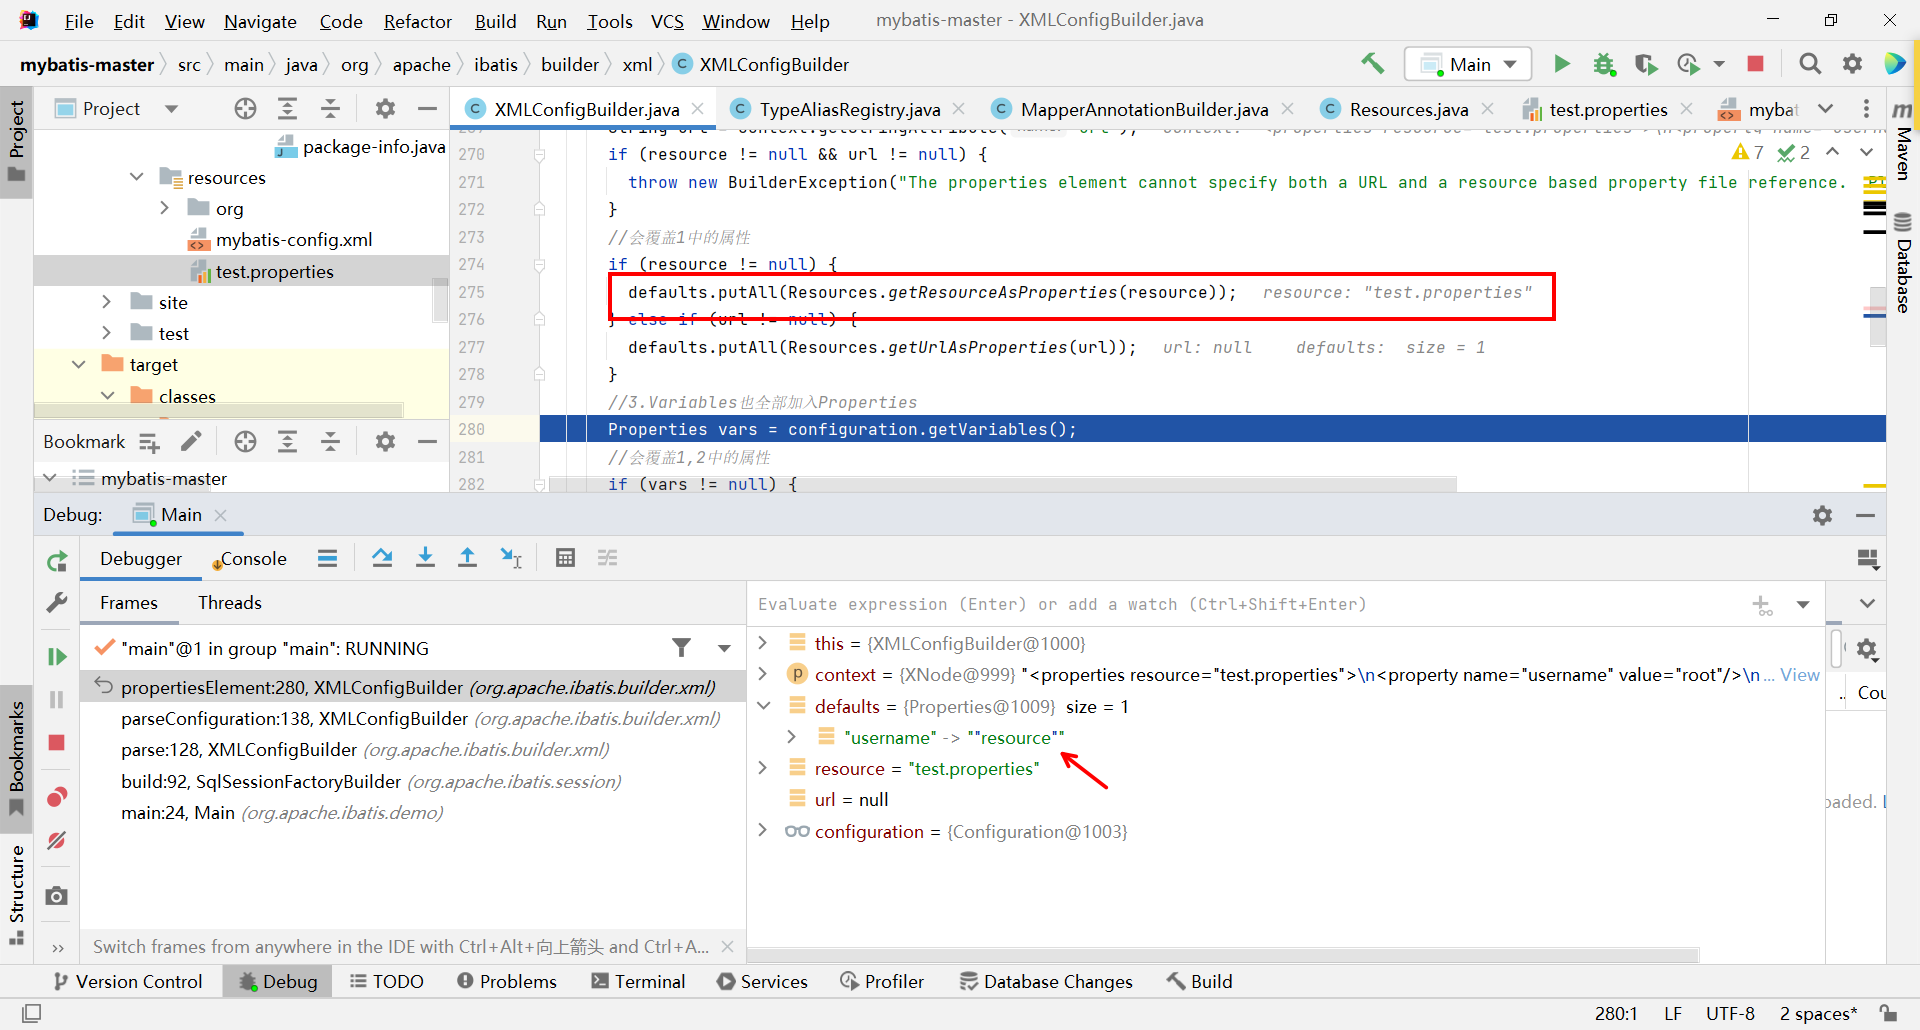 File Edit View Navigate Code Refactor Build Run Tools VCS Window Help mybatis-master - XMLConfigBuilder.java
mybatis-master src main java org apache ibatis builder xml XMLConfigBuilder Main
Project XMLConfigBuilder.java TypeAliasRegistry.java MapperAnnotationBuilder.java Resources.java test.properties mybat
Project
Maven
Database
Bookmarks
Structure
package-info.java
resources
org
mybatis-config.xml
test.properties
site
test
target
classes
Bookmark
mybatis-master
7 2
270 if (resource != null && url != null) {
271 throw new BuilderException("The properties element cannot specify both a URL and a resource based property file reference.
272 }
273 //会覆盖1中的属性
274 if (resource != null) {
275 defaults.putAll(Resources.getResourceAsProperties(resource)); resource: "test.properties"
276 } else if (url != null) {
277 defaults.putAll(Resources.getUrlAsProperties(url)); url: null defaults: size = 1
278 }
279 //3.Variables也全部加入Properties
280 Properties vars = configuration.getVariables();
281 //会覆盖1,2中的属性
282 if (vars != null) {
Debug: Main
Debugger Console
Frames Threads
"main"@1 in group "main": RUNNING
propertiesElement:280, XMLConfigBuilder (org.apache.ibatis.builder.xml)
parseConfiguration:138, XMLConfigBuilder (org.apache.ibatis.builder.xml)
parse:128, XMLConfigBuilder (org.apache.ibatis.builder.xml)
build:92, SqlSessionFactoryBuilder (org.apache.ibatis.session)
main:24, Main (org.apache.ibatis.demo)
Switch frames from anywhere in the IDE with Ctrl+Alt+向上箭头 and Ctrl+A...
Evaluate expression (Enter) or add a watch (Ctrl+Shift+Enter)
this = {XMLConfigBuilder@1000}
context = {XNode@999} "<properties resource="test.properties">\n<property name="username" value="root"/>\n ... View
defaults = {Properties@1009} size = 1
"username" -> ""resource""
resource = "test.properties"
url = null
configuration = {Configuration@1003}
.. Cou
oaded.
Version Control Debug TODO Problems Terminal Services Profiler Database Changes Build
280:1 LF UTF-8 2 spaces*